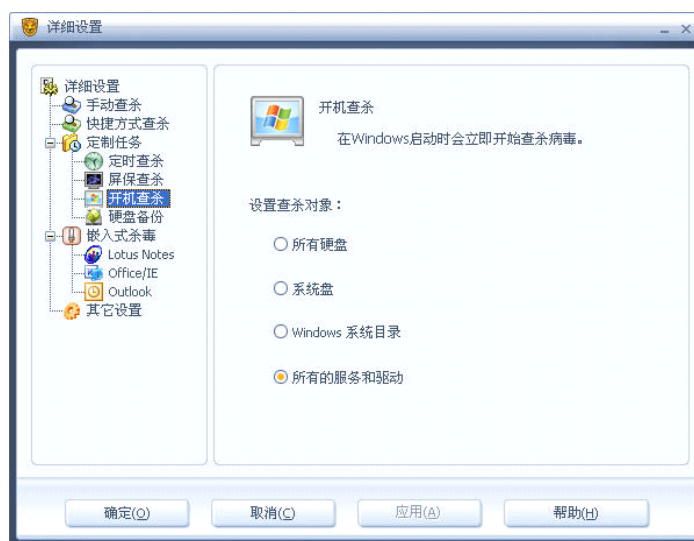 详细设置
详细设置
手动查杀
快捷方式查杀
定制任务
定时查杀
屏保查杀
开机查杀
硬盘备份
嵌入式杀毒
Lotus Notes
Office/IE
Outlook
其它设置
开机查杀
在Windows启动时会立即开始查杀病毒。
设置查杀对象：
所有硬盘
系统盘
Windows 系统目录
所有的服务和驱动
确定(O) 取消(C) 应用(A) 帮助(H)